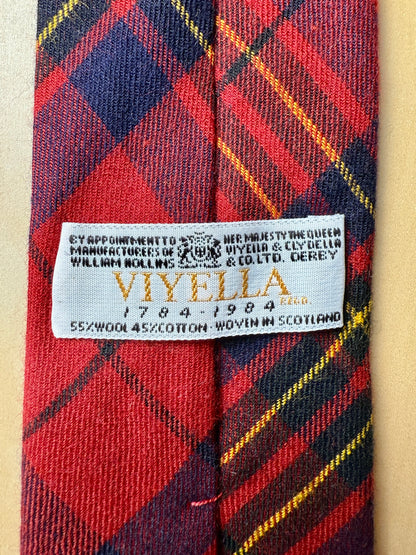 BY APPOINTMENT TO HER MAJESTY THE QUEEN
MANUFACTURERS OF VIYELLA & CLYDELLA
WILLIAM HOLLINS & CO. LTD. DERBY
VIYELLA REGD.
1784-1984
55% WOOL 45% COTTON · WOVEN IN SCOTLAND